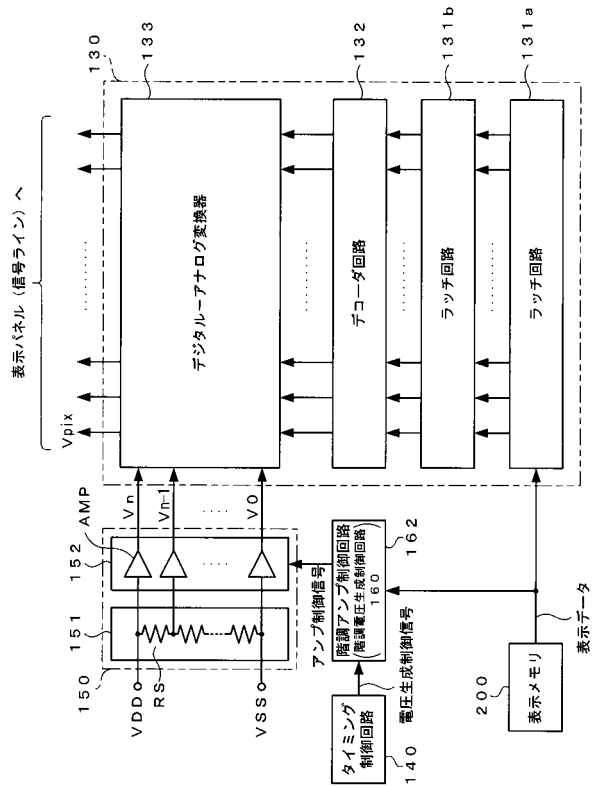 表示パネル(信号ライン)へ
Vpix
130
133
デジタルーアナログ変換器
132
デコーダ回路
131b
ラッチ回路
131a
ラッチ回路
Vn
Vn-1
V0
AMP
152
151
150
RS
VDD
VSS
アンプ制御信号
階調アンプ制御回路
(階調電圧生成制御回路)
160
162
電圧生成制御信号
タイミング
制御回路
140
表示データ
表示メモリ
200